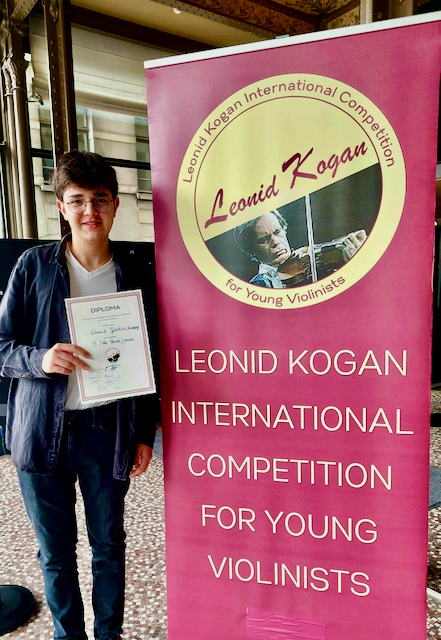 Leonid Kogan International Competition
Leonid Kogan
for Young Violinists
LEONID KOGAN
INTERNATIONAL
COMPETITION
FOR YOUNG
VIOLINISTS
DIPLOMA